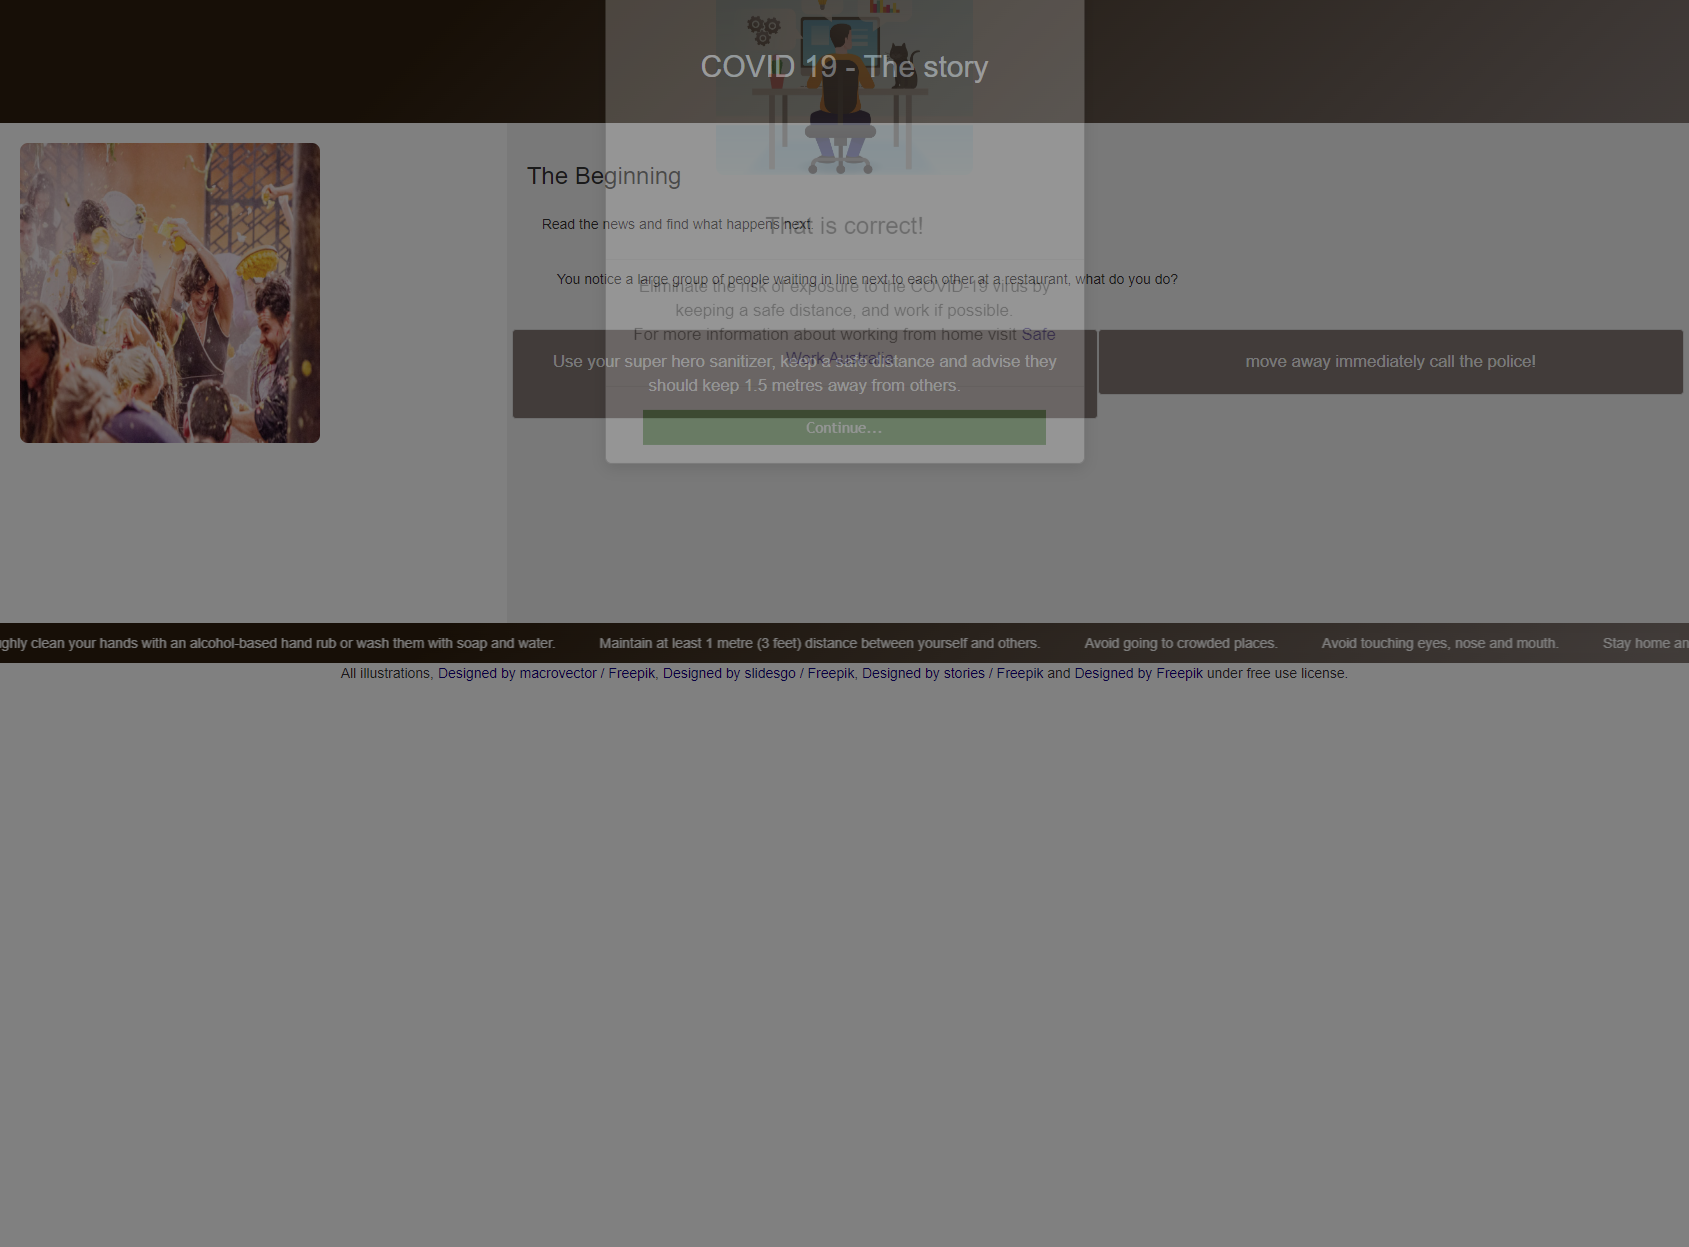 COVID 19 - The story
The Beginning
Read the news and find what happens next
That is correct!
You notice a large group of people waiting in line next to each other at a restaurant, what do you do?
Eliminate the risk of exposure to the COVID-19 virus by
keeping a safe distance, and work if possible.
For more information about working from home visit Safe
Work Australia
Use your super hero sanitizer, keep a safe distance and advise they
should keep 1.5 metres away from others.
move away immediately call the police!
Continue...
ughly clean your hands with an alcohol-based hand rub or wash them with soap and water. Maintain at least 1 metre (3 feet) distance between yourself and others. Avoid going to crowded places. Avoid touching eyes, nose and mouth. Stay home an
All illustrations, Designed by macrovector / Freepik, Designed by slidesgo / Freepik, Designed by stories / Freepik and Designed by Freepik under free use license.